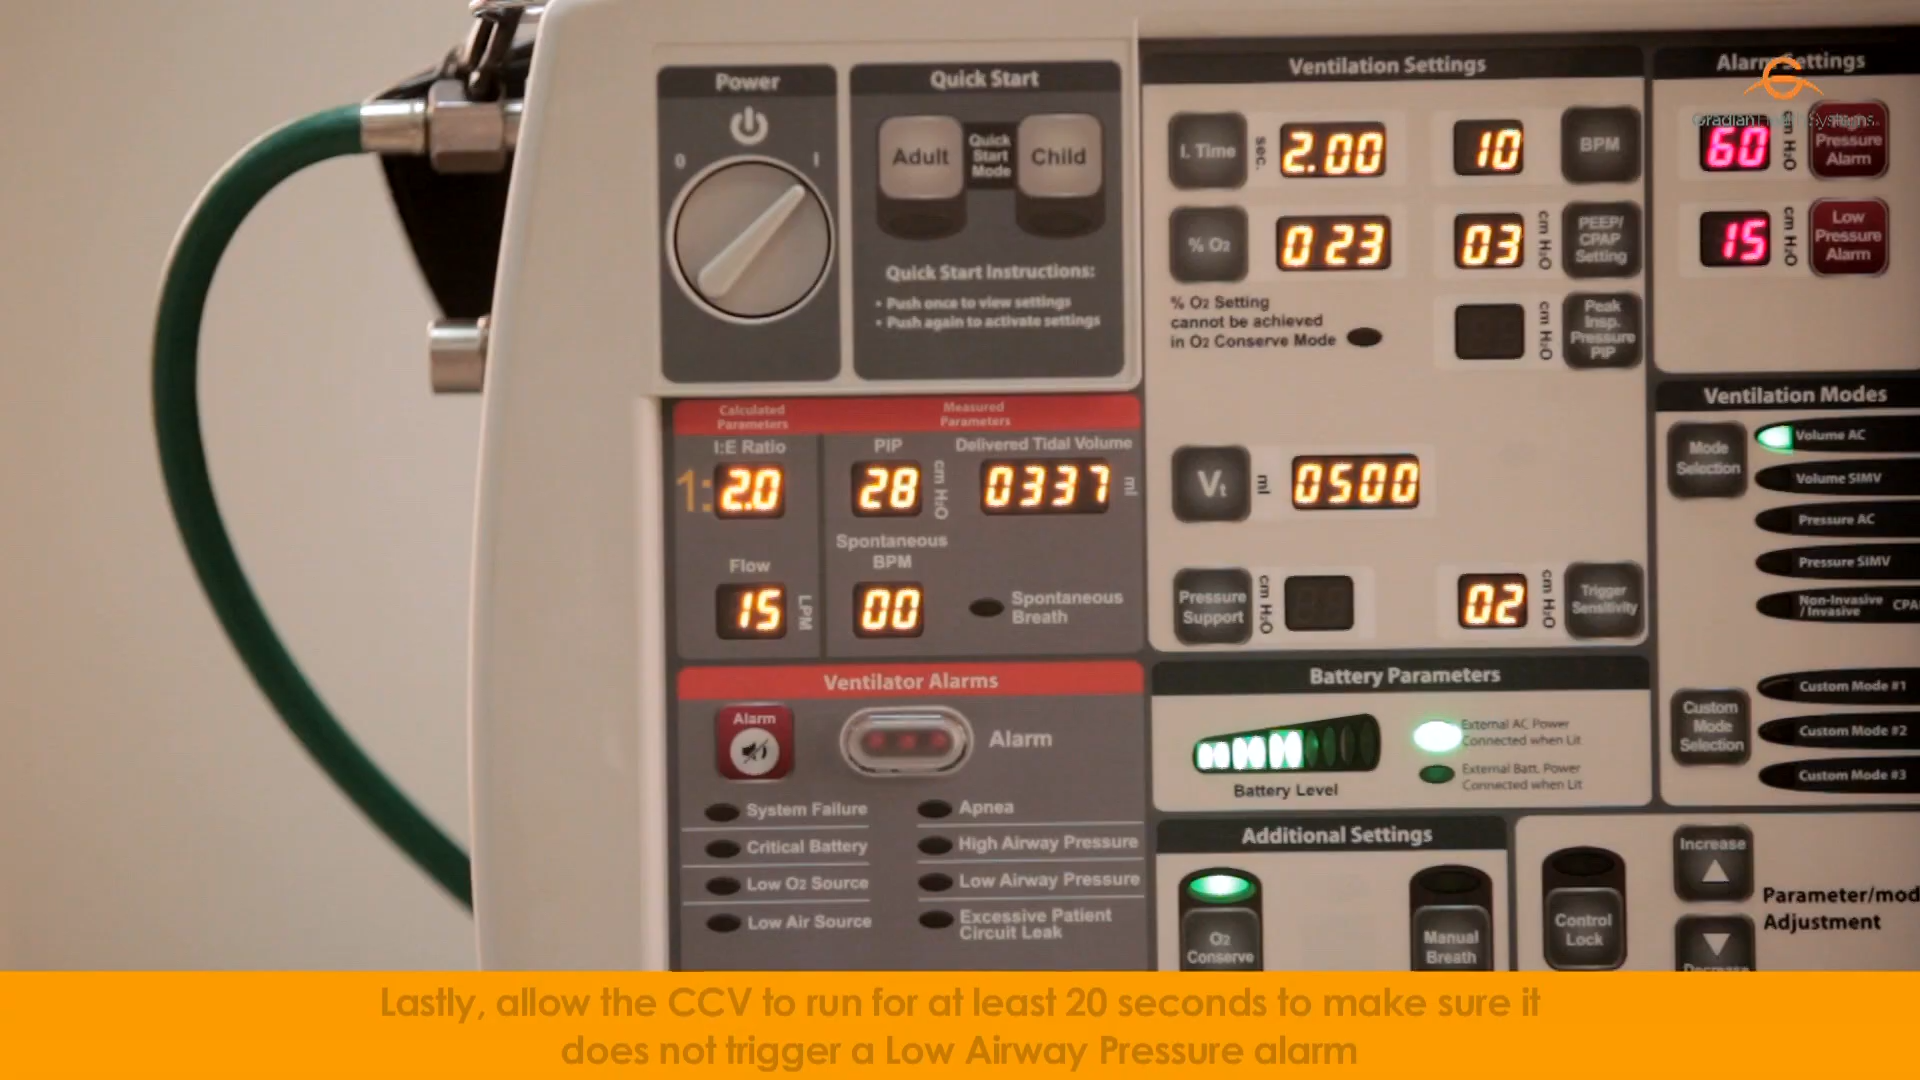 Power
0
I
Quick Start
Adult
Quick
Start
Mode
Child
Quick Start Instructions:
• Push once to view settings
• Push again to activate settings
Ventilation Settings
I. Time
sec.
2.00
10
BPM
% O2
023
03
cm H2O
PEEP/
CPAP
Setting
% O2 Setting
cannot be achieved
in O2 Conserve Mode
cm H2O
Peak
Insp.
Pressure
PIP
Vt
ml
0500
Pressure
Support
cm H2O
02
cm H2O
Trigger
Sensitivity
Alarm Settings
Gradian Health Systems
60
cm H2O
High
Pressure
Alarm
15
cm H2O
Low
Pressure
Alarm
Calculated
Parameters
Measured
Parameters
I:E Ratio
PIP
Delivered Tidal Volume
1:
2.0
28
cm H2O
0337
ml
Flow
15
LPM
Spontaneous
BPM
00
Spontaneous
Breath
Ventilator Alarms
Alarm
Alarm
System Failure
Critical Battery
Low O2 Source
Low Air Source
Apnea
High Airway Pressure
Low Airway Pressure
Excessive Patient
Circuit Leak
Battery Parameters
Battery Level
External AC Power
Connected when Lit
External Batt. Power
Connected when Lit
Additional Settings
O2
Conserve
Manual
Breath
Control
Lock
Ventilation Modes
Mode
Selection
Volume AC
Volume SIMV
Pressure AC
Pressure SIMV
Non-Invasive
/Invasive
CPA
Custom
Mode
Selection
Custom Mode #1
Custom Mode #2
Custom Mode #3
Increase
Decrease
Parameter/mod
Adjustment
Lastly, allow the CCV to run for at least 20 seconds to make sure it
does not trigger a Low Airway Pressure alarm